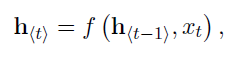 h⟨t⟩ = f (h⟨t−1⟩, xt) ,